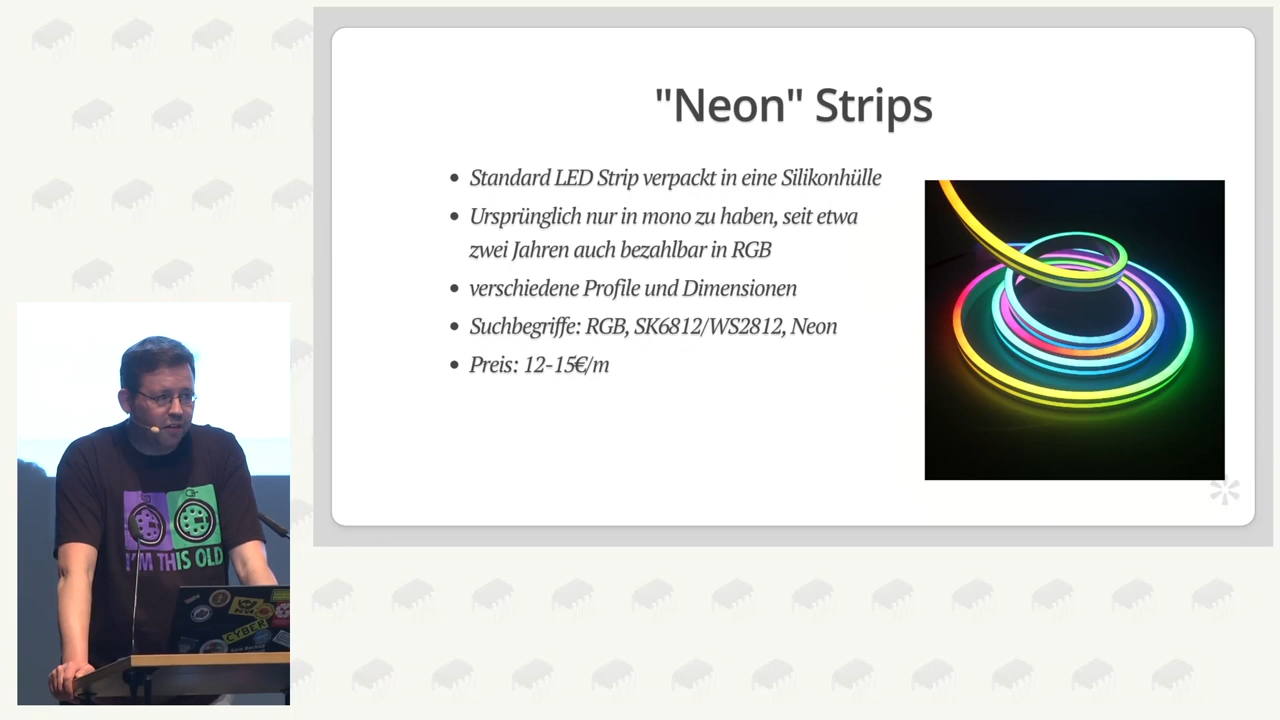 "Neon" Strips
Standard LED Strip verpackt in eine Silikonhülle
Ursprünglich nur in mono zu haben, seit etwa
zwei Jahren auch bezahlbar in RGB
verschiedene Profile und Dimensionen
Suchbegriffe: RGB, SK6812/WS2812, Neon
Preis: 12-15€/m
I'M THIS OLD
CYBER